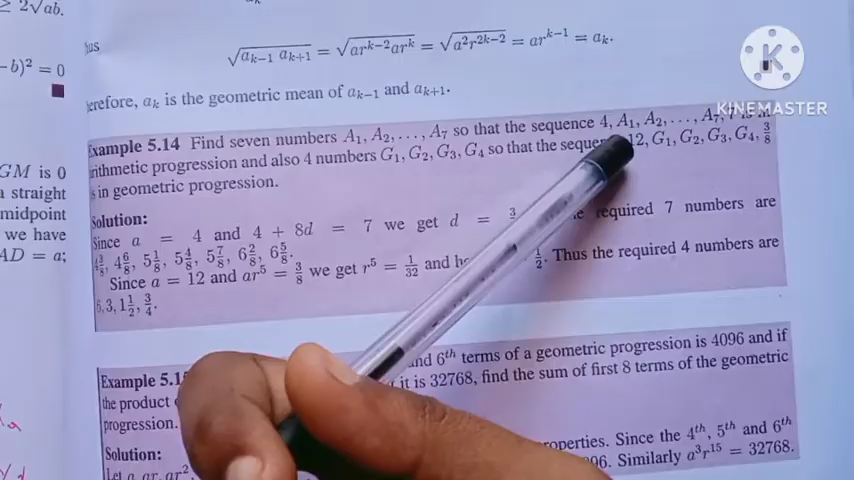 ≥ 2√ab.
-b)² = 0
GM is 0
a straight
midpoint
we have
AD = a;
hus
√(a_{k-1} a_{k+1}) = √(ar^{k-2}ar^k) = √(a²r^{2k-2}) = ar^{k-1} = a_k.
erefore, a_k is the geometric mean of a_{k-1} and a_{k+1}.
Example 5.14 Find seven numbers A₁, A₂, . . . , A₇ so that the sequence 4, A₁, A₂, . . . , A₇,
rithmetic progression and also 4 numbers G₁, G₂, G₃, G₄ so that the 12, G₁, G₂, G₃, G₄, 3/8
s in geometric progression.
Solution:
Since a = 4 and 4 + 8d = 7 we get d = required 7 numbers are
4 3/8, 4 6/8, 5 1/8, 5 4/8, 5 7/8, 6 2/8, 6 5/8.
Since a = 12 and ar⁵ = 3/8 we get r⁵ = 1/32 and 1/2. Thus the required 4 numbers are
6, 3, 1 1/2, 3/4.
Example 5.1 and 6th terms of a geometric progression is 4096 and if
the product it is 32768, find the sum of first 8 terms of the geometric
progression.
Solution:
roperties. Since the 4th, 5th and 6th
Let a, ar, ar² 96. Similarly a³r¹⁵ = 32768.
KINEMASTER